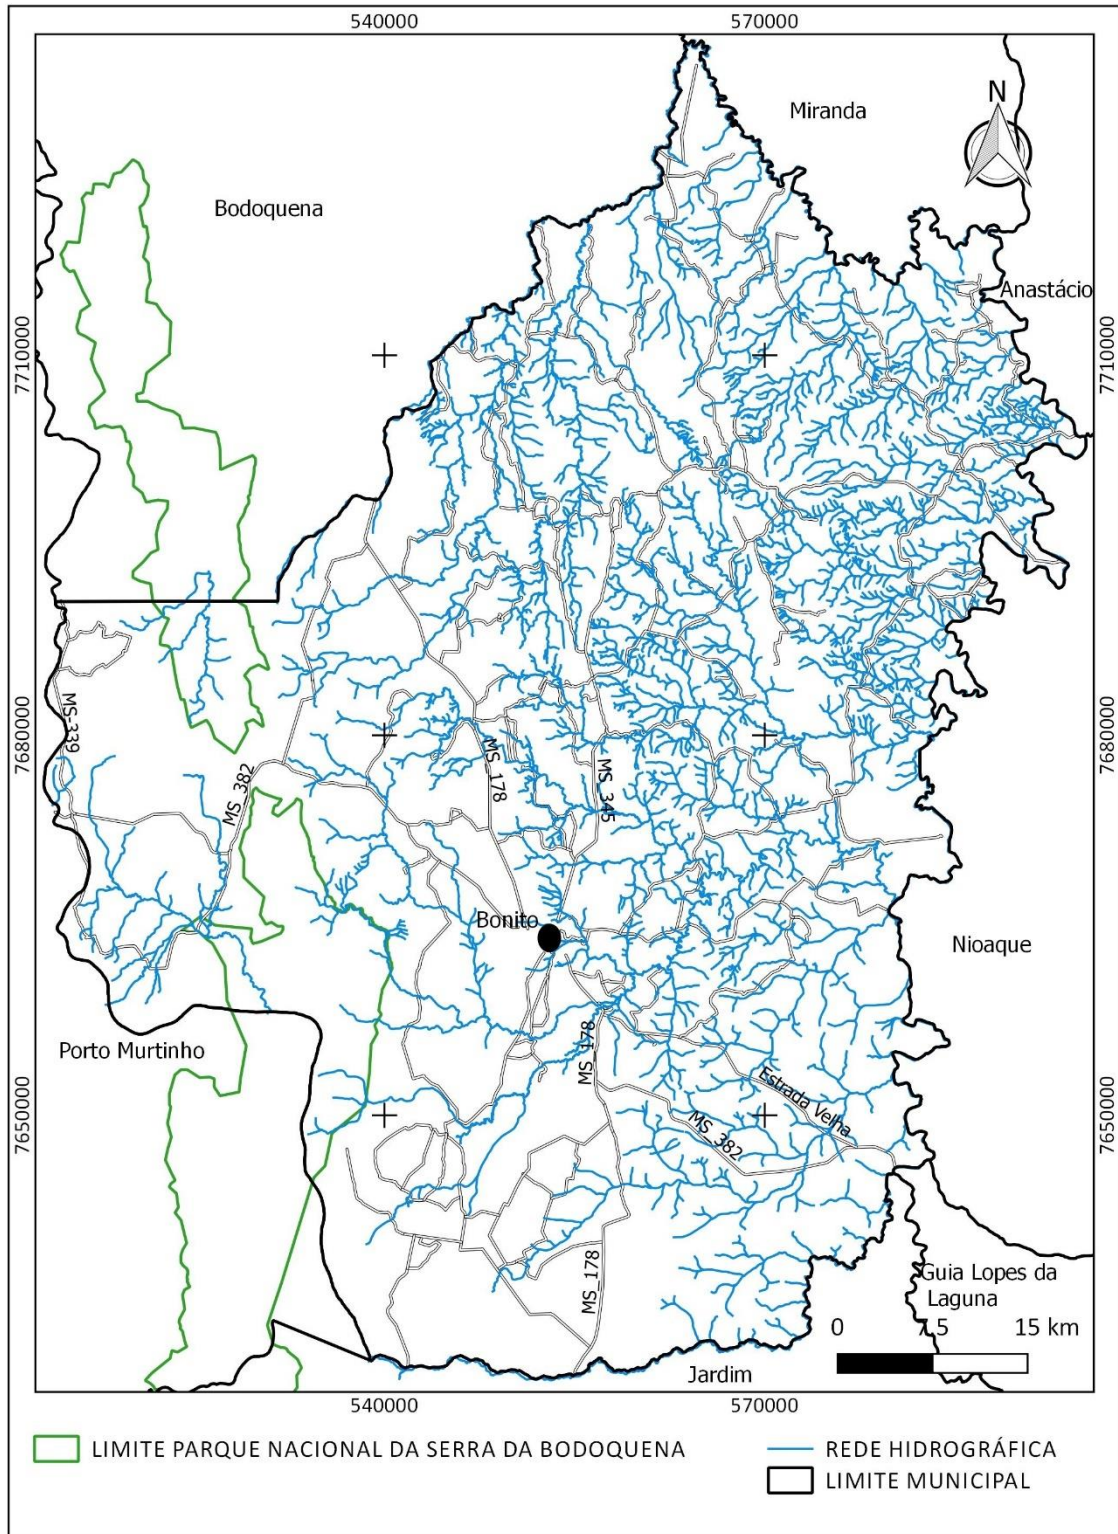 540000
570000
Miranda
N
Bodoquena
Anastácio
7710000
7710000
MS-339
7680000
7680000
MS_382
MS_178
MS_345
Bonito
Nioaque
Porto Murtinho
MS_178
Estrada Velha
MS_382
7650000
7650000
MS_178
Guia Lopes da
Laguna
0 7.5 15 km
Jardim
540000
570000
LIMITE PARQUE NACIONAL DA SERRA DA BODOQUENA
REDE HIDROGRÁFICA
LIMITE MUNICIPAL